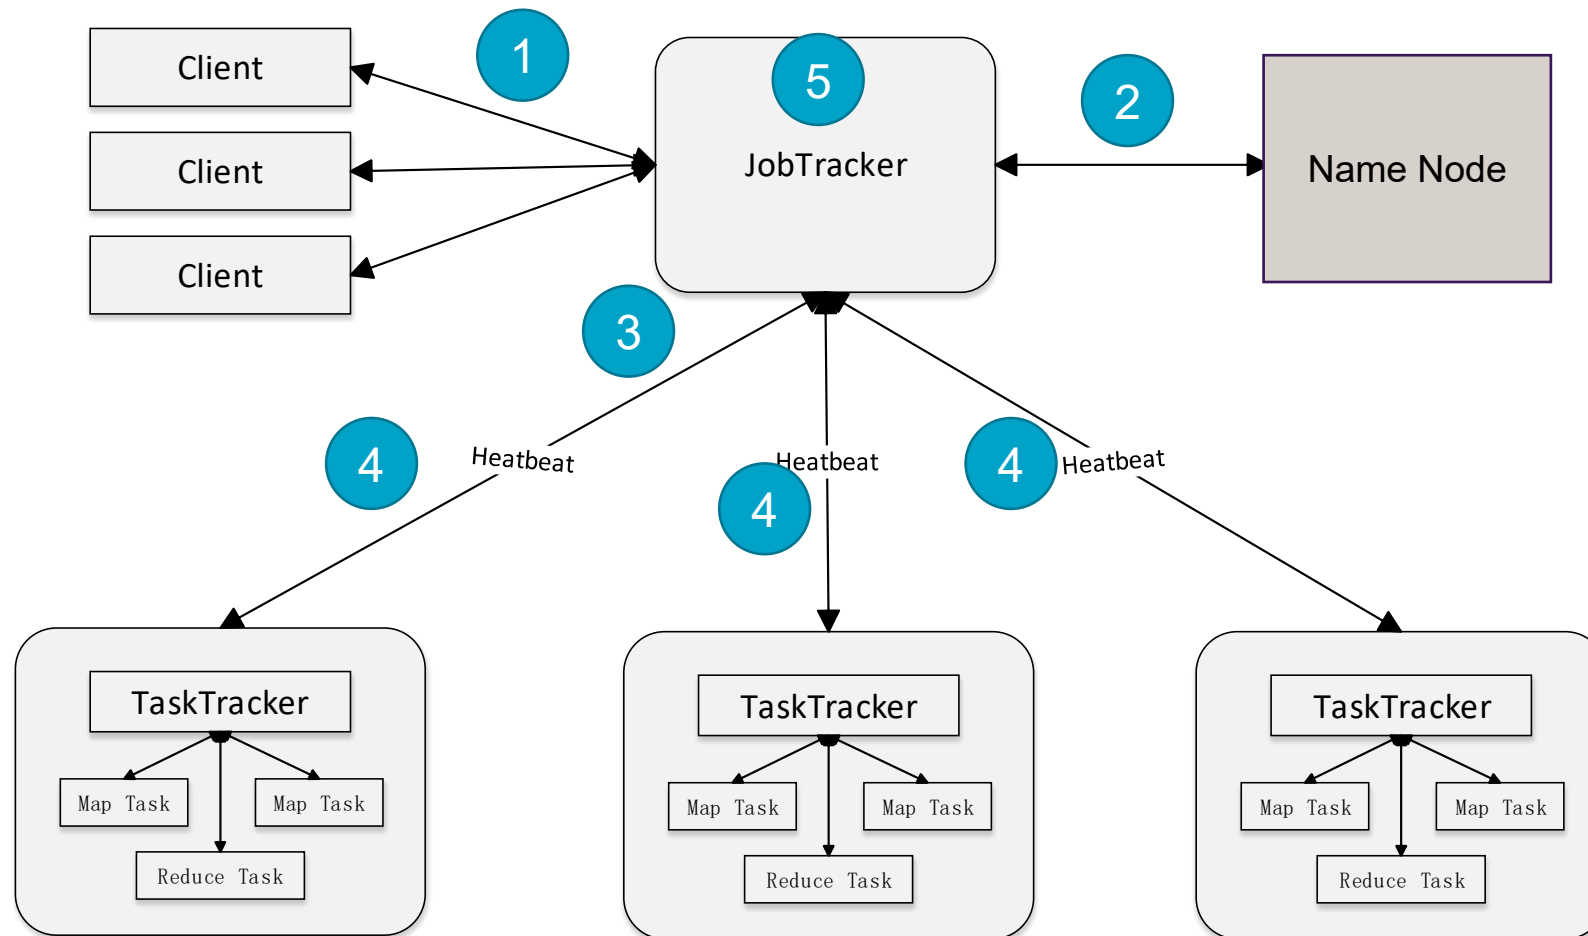 Client
1
5
JobTracker
2
Name Node
Client
Client
3
4
Heatbeat
4
Heatbeat
4
Heatbeat
TaskTracker
Map Task
Map Task
Reduce Task
TaskTracker
Map Task
Map Task
Reduce Task
TaskTracker
Map Task
Map Task
Reduce Task